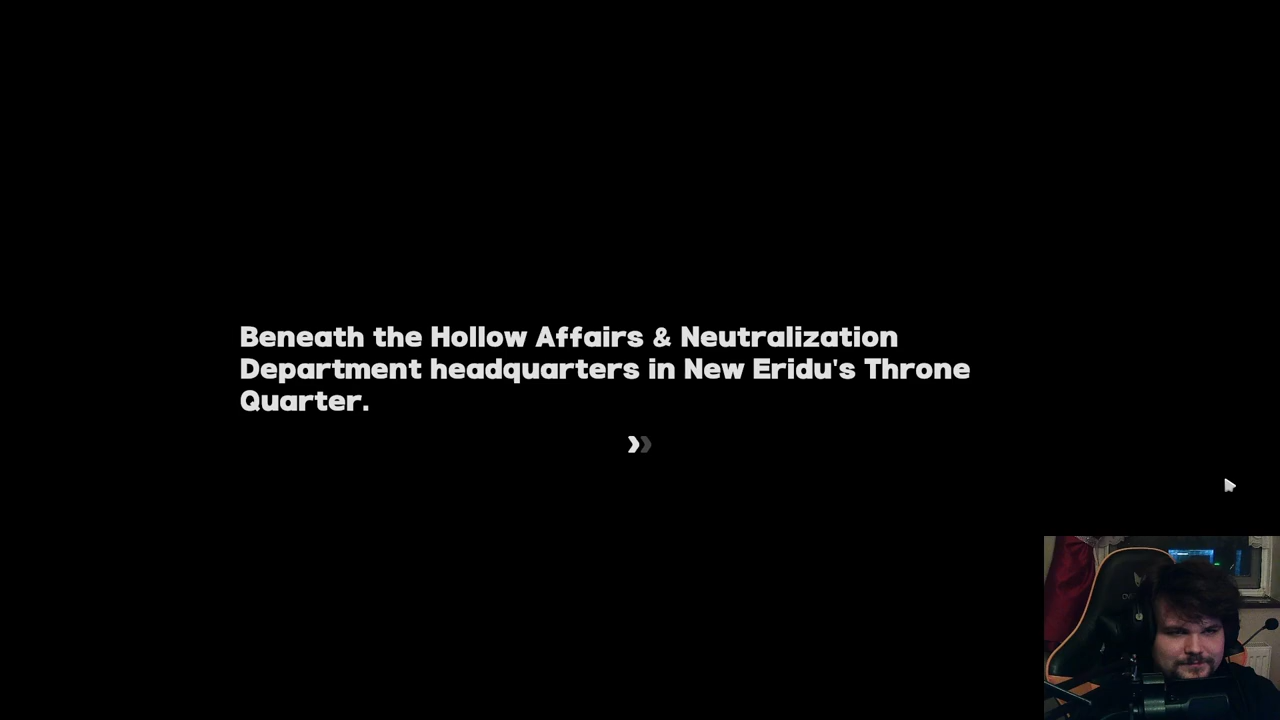 Beneath the Hollow Affairs & Neutralization
Department headquarters in New Eridu's Throne
Quarter.